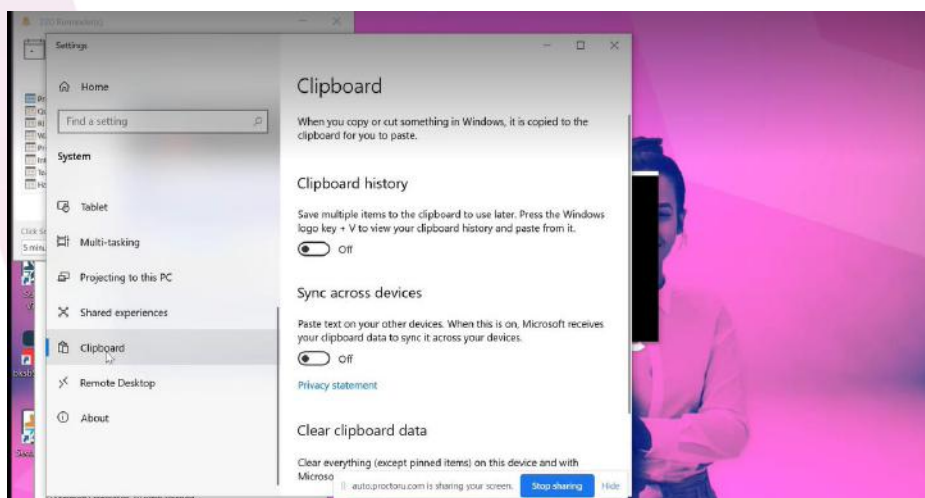 Settings
Home
Find a setting
System
Tablet
Multi-tasking
Projecting to this PC
Shared experiences
Clipboard
Remote Desktop
About
Clipboard
When you copy or cut something in Windows, it is copied to the
clipboard for you to paste.
Clipboard history
Save multiple items to the clipboard to use later. Press the Windows
logo key + V to view your clipboard history and paste from it.
Off
Sync across devices
Paste text on your other devices. When this is on, Microsoft receives
your clipboard data to sync it across your devices.
Off
Privacy statement
Clear clipboard data
Clear everything (except pinned items) on this device and with
Microso
auto.proctoru.com is sharing your screen.
Stop sharing
Hide